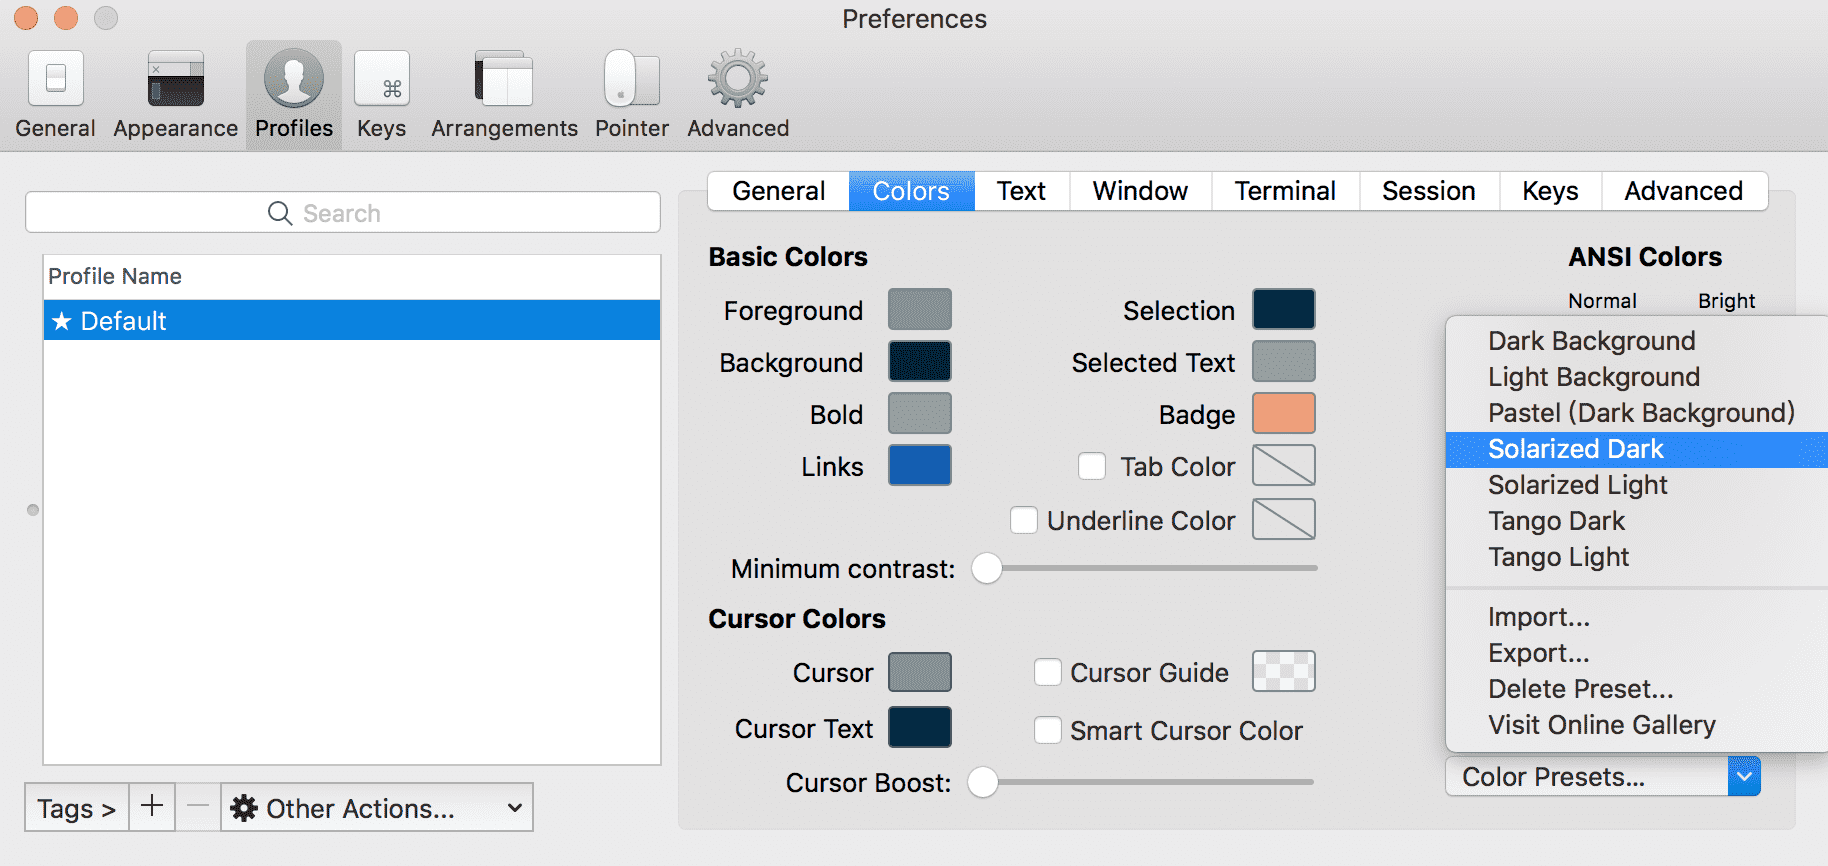 Preferences
General Appearance Profiles Keys Arrangements Pointer Advanced
Search
Profile Name
★ Default
Tags > + − Other Actions...
General Colors Text Window Terminal Session Keys Advanced
Basic Colors
Foreground
Background
Bold
Links
Selection
Selected Text
Badge
Tab Color
Underline Color
Minimum contrast:
Cursor Colors
Cursor
Cursor Text
Cursor Guide
Smart Cursor Color
Cursor Boost:
ANSI Colors
Normal Bright
Dark Background
Light Background
Pastel (Dark Background)
Solarized Dark
Solarized Light
Tango Dark
Tango Light
Import...
Export...
Delete Preset...
Visit Online Gallery
Color Presets...